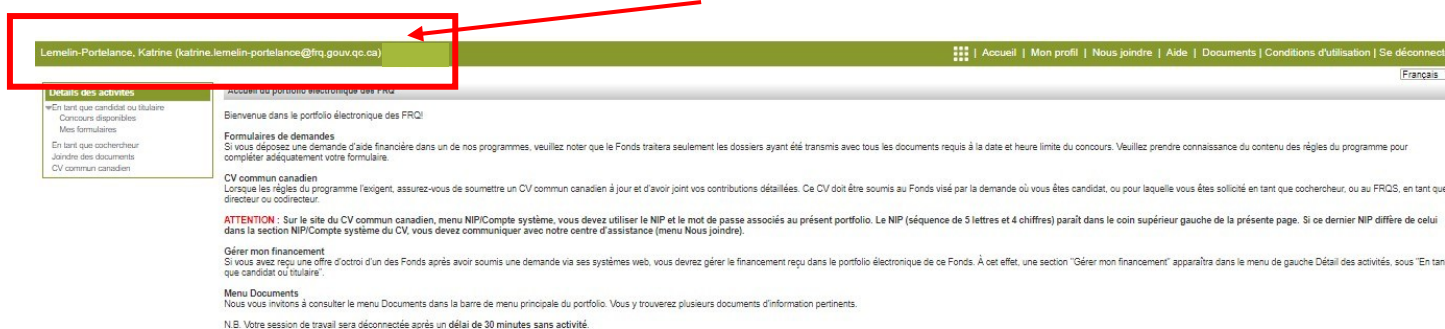 Lemelin-Portelance, Katrine (katrine.lemelin-portelance@frq.gouv.qc.ca)
| Accueil | Mon profil | Nous joindre | Aide | Documents | Conditions d'utilisation | Se déconnect
Français
Détails des activités
En tant que candidat ou titulaire
Concours disponibles
Mes formulaires
En tant que cochercheur
Joindre des documents
CV commun canadien
Accueil du portfolio électronique des FRQ
Bienvenue dans le portfolio électronique des FRQ!
Formulaires de demandes
Si vous déposez une demande d'aide financière dans un de nos programmes, veuillez noter que le Fonds traitera seulement les dossiers ayant été transmis avec tous les documents requis à la date et heure limite du concours. Veuillez prendre connaissance du contenu des règles du programme pour
compléter adéquatement votre formulaire.
CV commun canadien
Lorsque les règles du programme l'exigent, assurez-vous de soumettre un CV commun canadien à jour et d'avoir joint vos contributions détaillées. Ce CV doit être soumis au Fonds visé par la demande où vous êtes candidat, ou pour laquelle vous êtes sollicité en tant que cochercheur, ou au FRQS, en tant que
directeur ou codirecteur.
ATTENTION : Sur le site du CV commun canadien, menu NIP/Compte système, vous devez utiliser le NIP et le mot de passe associés au présent portfolio. Le NIP (séquence de 5 lettres et 4 chiffres) paraît dans le coin supérieur gauche de la présente page. Si ce dernier NIP diffère de celui
dans la section NIP/Compte système du CV, vous devez communiquer avec notre centre d'assistance (menu Nous joindre).
Gérer mon financement
Si vous avez reçu une offre d'octroi d'un des Fonds après avoir soumis une demande via ses systèmes web, vous devrez gérer le financement reçu dans le portfolio électronique de ce Fonds. À cet effet, une section "Gérer mon financement" apparaîtra dans le menu de gauche Détail des activités, sous "En tan
que candidat ou titulaire".
Menu Documents
Nous vous invitons à consulter le menu Documents dans la barre de menu principale du portfolio. Vous y trouverez plusieurs documents d'information pertinents.
N.B. Votre session de travail sera déconnectée après un délai de 30 minutes sans activité.